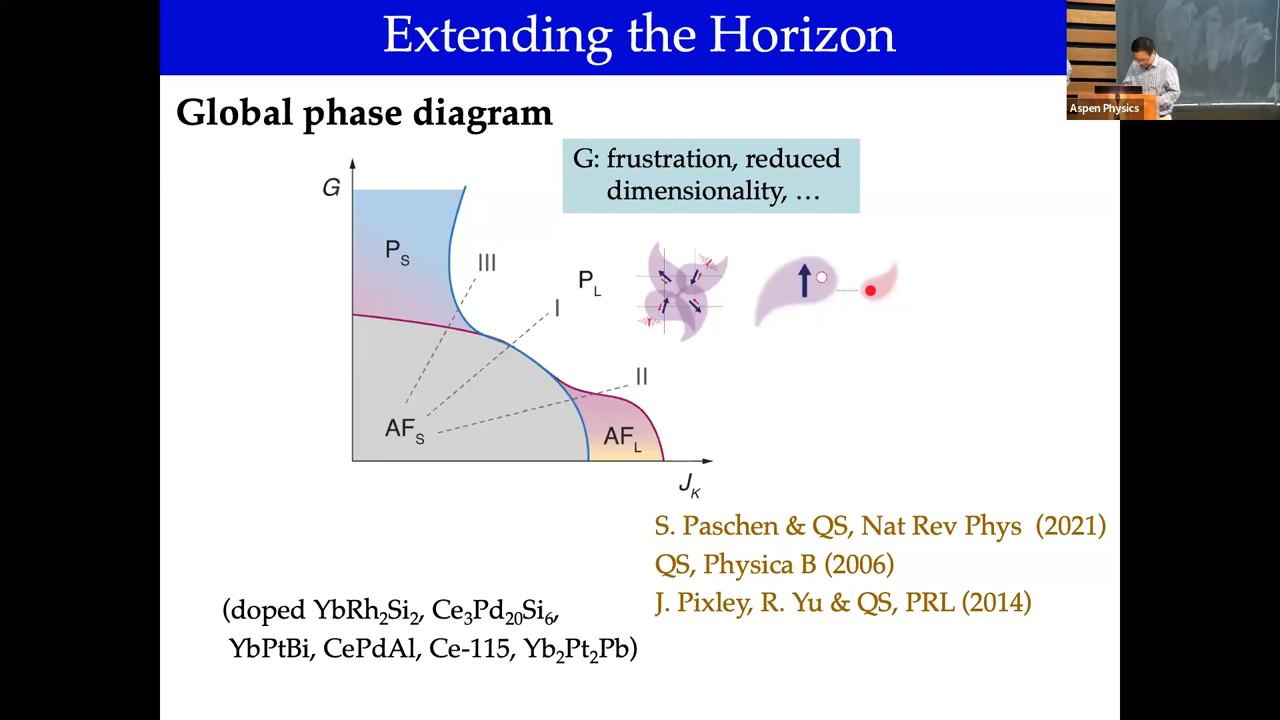 Extending the Horizon
Aspen Physics
Global phase diagram
G: frustration, reduced
dimensionality, …
G
P_S
III
P_L
I
II
AF_S
AF_L
J_K
S. Paschen & QS, Nat Rev Phys (2021)
QS, Physica B (2006)
J. Pixley, R. Yu & QS, PRL (2014)
(doped YbRh₂Si₂, Ce₃Pd₂₀Si₆,
YbPtBi, CePdAl, Ce-115, Yb₂Pt₂Pb)